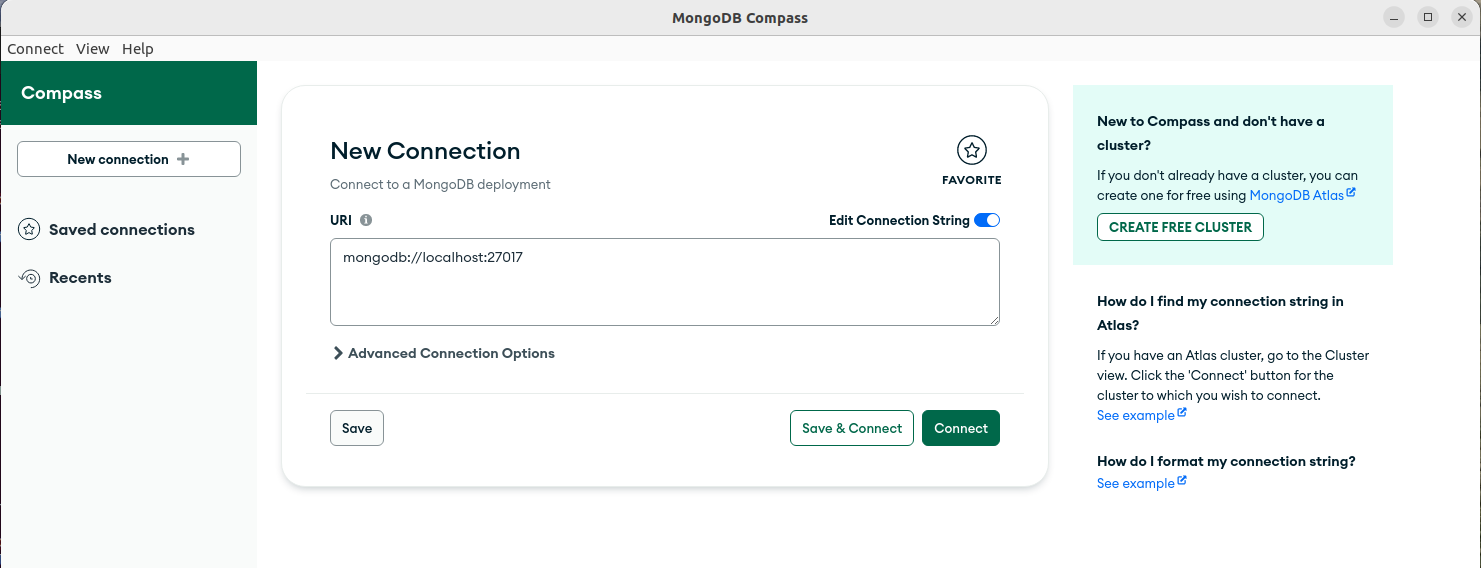 MongoDB Compass
Connect View Help
Compass
New connection
Saved connections
Recents
New Connection
Connect to a MongoDB deployment
FAVORITE
URI
Edit Connection String
mongodb://localhost:27017
Advanced Connection Options
Save
Save & Connect
Connect
New to Compass and don't have a
cluster?
If you don't already have a cluster, you can
create one for free using MongoDB Atlas
CREATE FREE CLUSTER
How do I find my connection string in
Atlas?
If you have an Atlas cluster, go to the Cluster
view. Click the 'Connect' button for the
cluster to which you wish to connect.
See example
How do I format my connection string?
See example